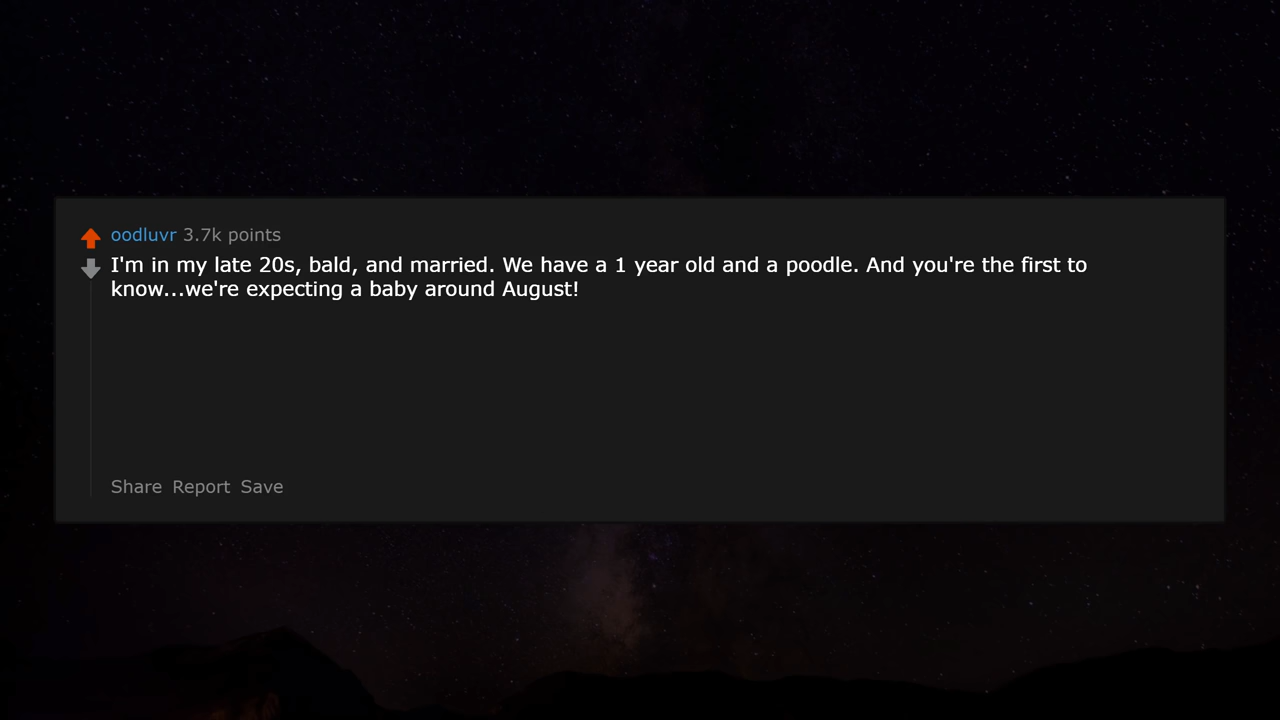 oodluvr 3.7k points
I'm in my late 20s, bald, and married. We have a 1 year old and a poodle. And you're the first to
know...we're expecting a baby around August!
Share Report Save